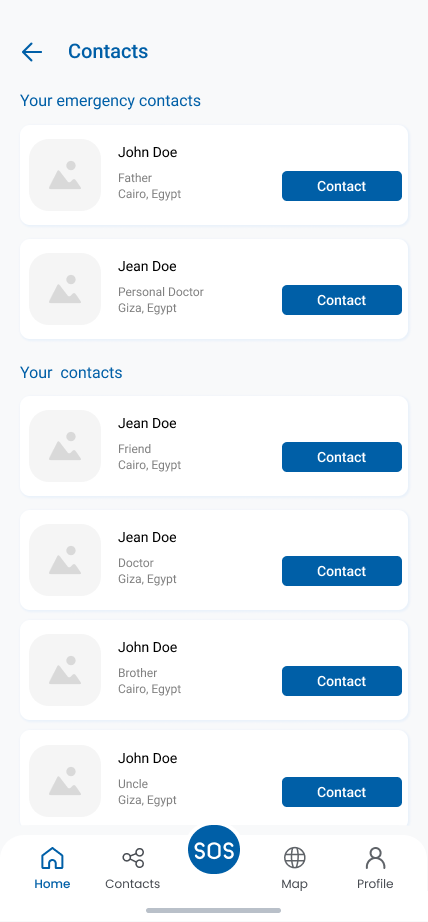 Contacts
Your emergency contacts
John Doe
Father
Cairo, Egypt
Contact
Jean Doe
Personal Doctor
Giza, Egypt
Contact
Your contacts
Jean Doe
Friend
Cairo, Egypt
Contact
Jean Doe
Doctor
Giza, Egypt
Contact
John Doe
Brother
Cairo, Egypt
Contact
John Doe
Uncle
Giza, Egypt
Contact
Home
Contacts
SOS
Map
Profile